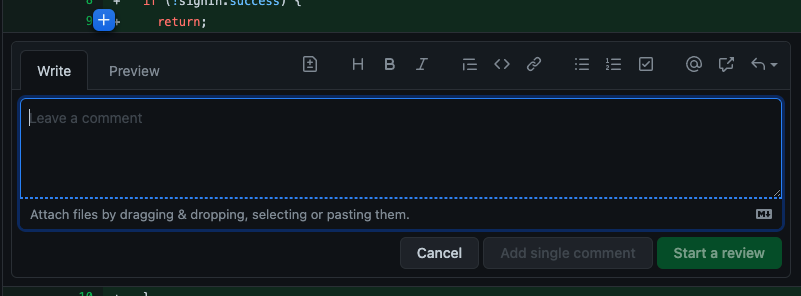 8 + if (!signin.success) {
9 + return;
Write Preview H B I @
Leave a comment
Attach files by dragging & dropping, selecting or pasting them.
Cancel Add single comment Start a review
10 + }